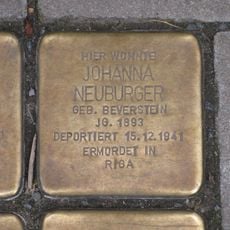 HIER WOHNTE
JOHANNA
NEUBURGER
GEB. BEVERSTEIN
JG. 1893
DEPORTIERT 15.12.1941
ERMORDET IN
RIGA